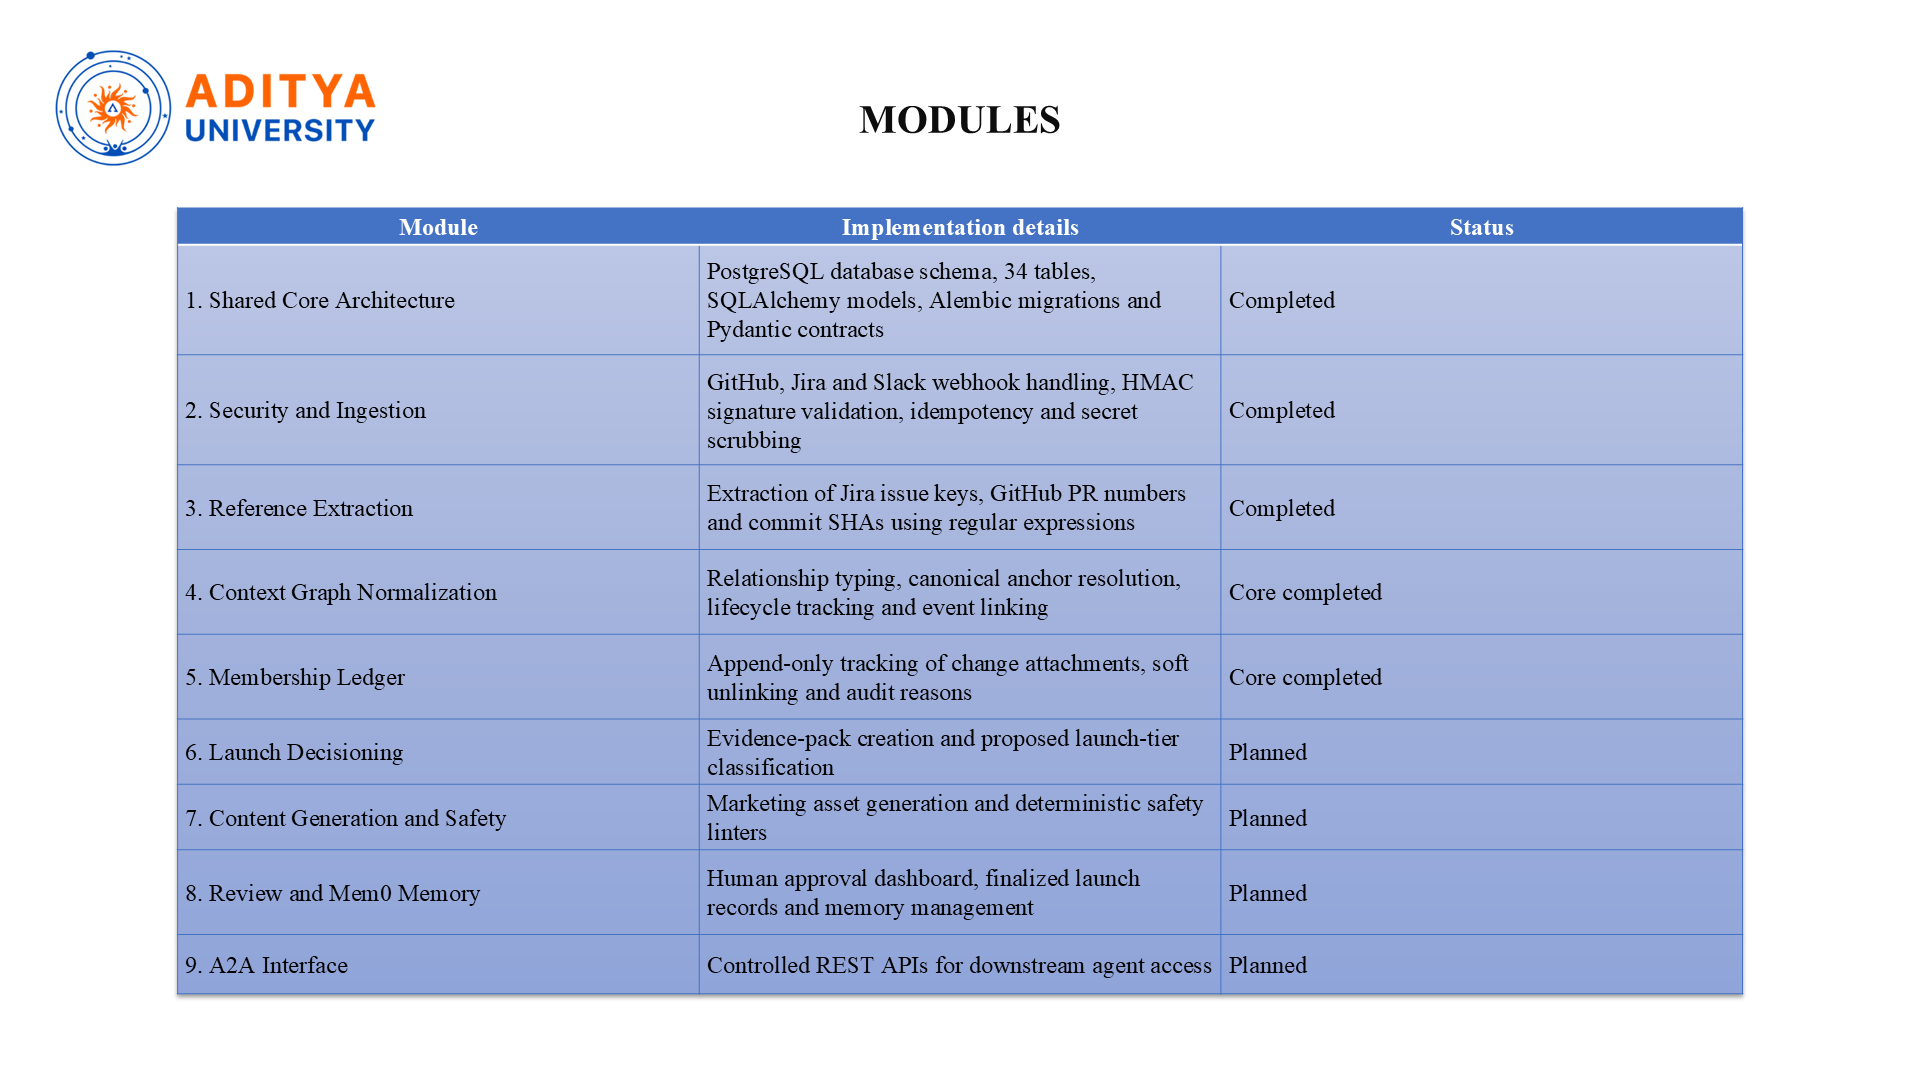 ADITYA
UNIVERSITY
MODULES
Module
Implementation details
Status
1. Shared Core Architecture
PostgreSQL database schema, 34 tables,
SQLAlchemy models, Alembic migrations and
Pydantic contracts
Completed
2. Security and Ingestion
GitHub, Jira and Slack webhook handling, HMAC
signature validation, idempotency and secret
scrubbing
Completed
3. Reference Extraction
Extraction of Jira issue keys, GitHub PR numbers
and commit SHAs using regular expressions
Completed
4. Context Graph Normalization
Relationship typing, canonical anchor resolution,
lifecycle tracking and event linking
Core completed
5. Membership Ledger
Append-only tracking of change attachments, soft
unlinking and audit reasons
Core completed
6. Launch Decisioning
Evidence-pack creation and proposed launch-tier
classification
Planned
7. Content Generation and Safety
Marketing asset generation and deterministic safety
linters
Planned
8. Review and Mem0 Memory
Human approval dashboard, finalized launch
records and memory management
Planned
9. A2A Interface
Controlled REST APIs for downstream agent access
Planned